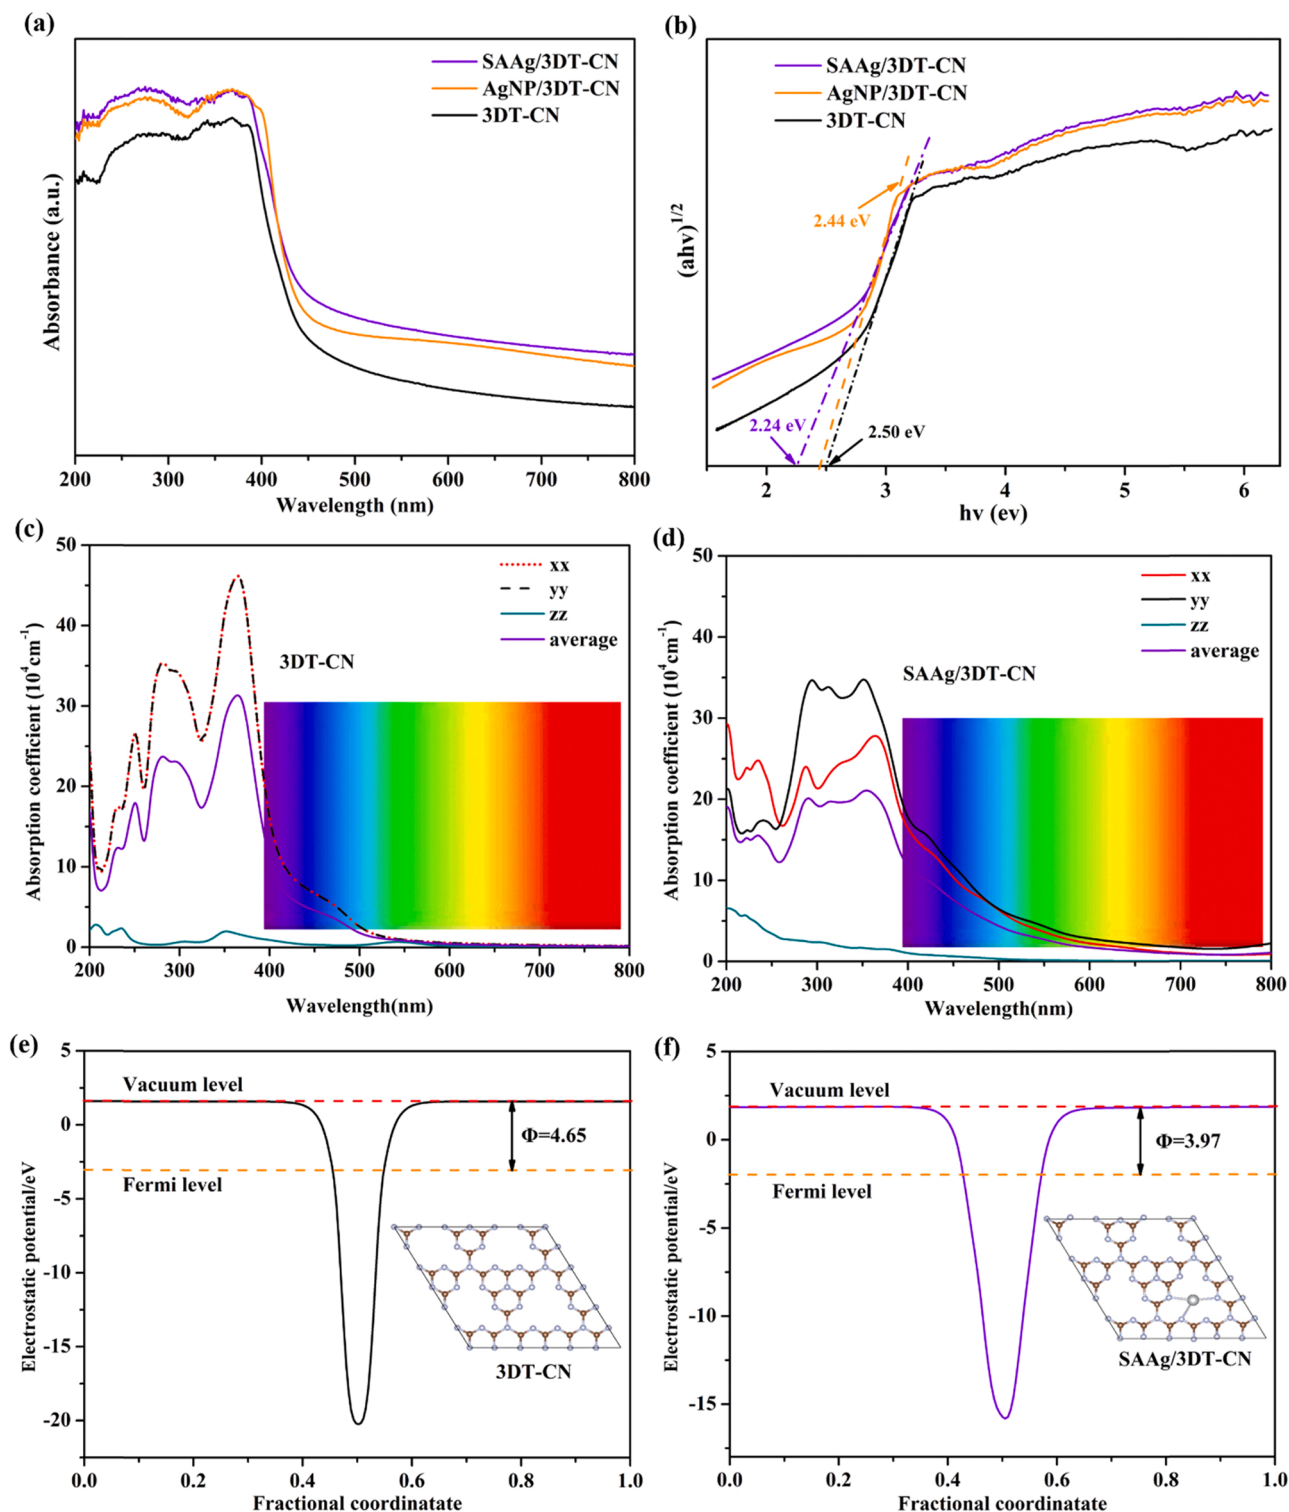 (a)
SAAg/3DT-CN
AgNP/3DT-CN
3DT-CN
Absorbance (a.u.)
200 300 400 500 600 700 800
Wavelength (nm)
(b)
SAAg/3DT-CN
AgNP/3DT-CN
3DT-CN
2.44 eV
2.24 eV
2.50 eV
(ahv)1/2
2 3 4 5 6
hv (ev)
(c)
50
40
30
20
10
0
xx
yy
zz
average
3DT-CN
Absorption coefficient (10⁴cm⁻¹)
200 300 400 500 600 700 800
Wavelength(nm)
(d)
50
40
30
20
10
0
xx
yy
zz
average
SAAg/3DT-CN
Absorption coefficient (10⁴cm⁻¹)
200 300 400 500 600 700 800
Wavelength(nm)
(e)
5
0
-5
-10
-15
-20
Vacuum level
Φ=4.65
Fermi level
3DT-CN
Electrostatic potential/eV
0.0 0.2 0.4 0.6 0.8 1.0
Fractional coordinatate
(f)
5
0
-5
-10
-15
Vacuum level
Φ=3.97
Fermi level
SAAg/3DT-CN
Electrostatic potential/eV
0.0 0.2 0.4 0.6 0.8 1.0
Fractional coordinatate